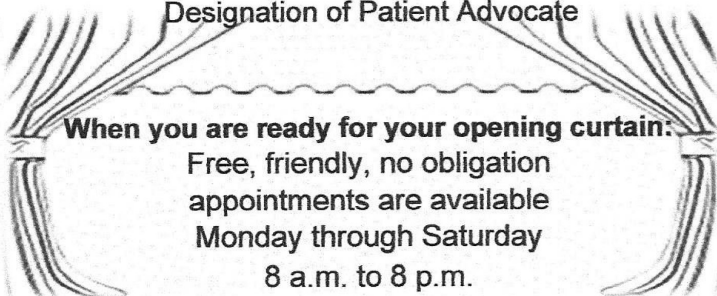 Designation of Patient Advocate
When you are ready for your opening curtain:
Free, friendly, no obligation
appointments are available
Monday through Saturday
8 a.m. to 8 p.m.